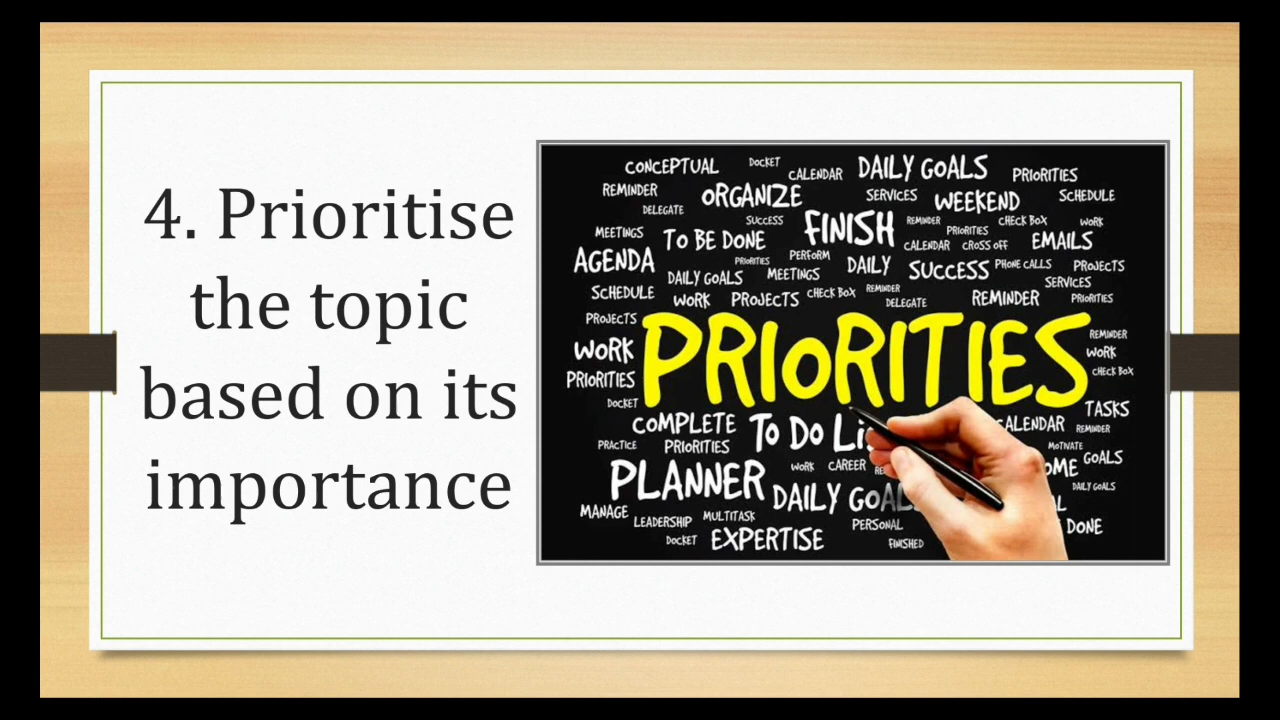 4. Prioritise
the topic
based on its
importance
CONCEPTUAL DOCKET CALENDAR DAILY GOALS PRIORITIES
REMINDER ORGANIZE SERVICES WEEKEND SCHEDULE
DELEGATE SUCCESS FINISH REMINDER PRIORITIES CHECK BOX WORK
MEETINGS TO BE DONE PERFORM CALENDAR CROSS OFF EMAILS
AGENDA PRIORITIES MEETINGS DAILY SUCCESS PHONE CALLS PROJECTS
DAILY GOALS SERVICES
SCHEDULE WORK PROJECTS CHECK BOX REMINDER DELEGATE REMINDER PRIORITIES
PROJECTS
PRIORITIES
REMINDER
WORK WORK
PRIORITIES CHECK BOX
DOCKET TASKS
COMPLETE TO DO CALENDAR REMINDER
PRACTICE PRIORITIES MOTIVATE
PLANNER WORK CAREER GOALS
DAILY DAILY GOALS
MANAGE LEADERSHIP MULTITASK PERSONAL DONE
DOCKET EXPERTISE FINISHED